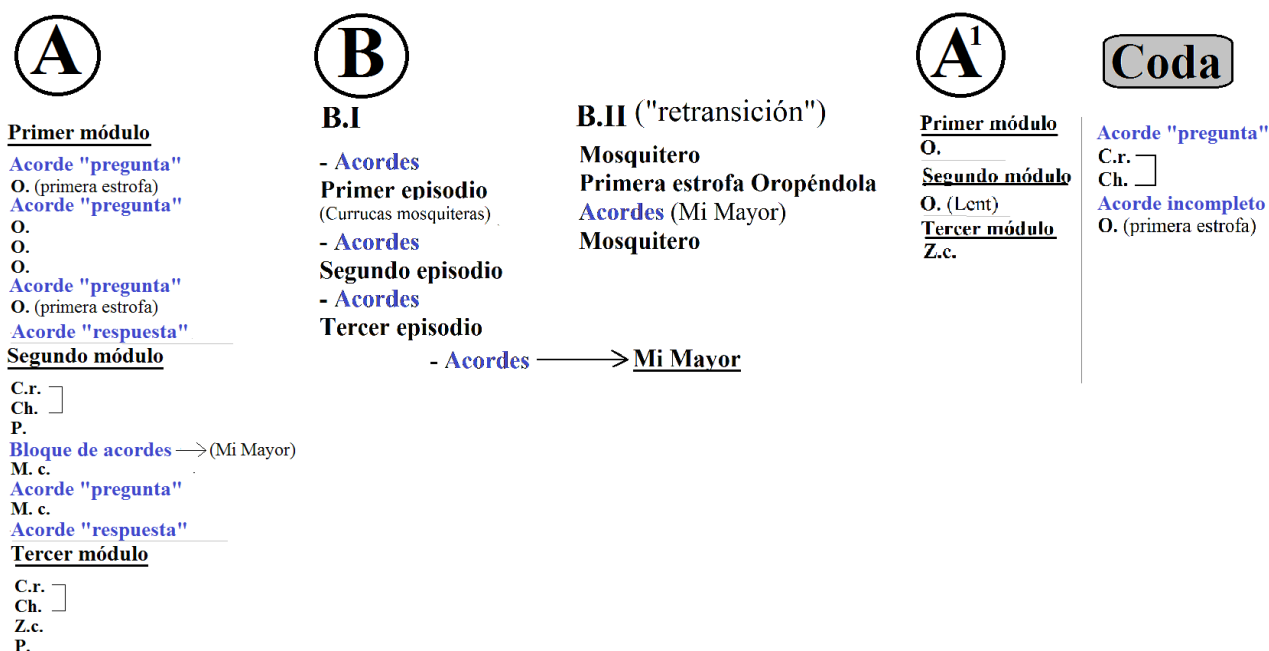 A
Primer módulo
Acorde "pregunta"
O. (primera estrofa)
Acorde "pregunta"
O.
O.
O.
Acorde "pregunta"
O. (primera estrofa)
Acorde "respuesta"
Segundo módulo
C.r.
Ch.
P.
Bloque de acordes (Mi Mayor)
M. c.
Acorde "pregunta"
M. c.
Acorde "respuesta"
Tercer módulo
C.r.
Ch.
Z.c.
P.
B
B.I
- Acordes
Primer episodio
(Currucas mosquiteras)
- Acordes
Segundo episodio
- Acordes
Tercer episodio
- Acordes → Mi Mayor
B.II ("retransición")
Mosquitero
Primera estrofa Oropéndola
Acordes (Mi Mayor)
Mosquitero
A1
Primer módulo
O.
Segundo módulo
O. (Lent)
Tercer módulo
Z.c.
Coda
Acorde "pregunta"
C.r.
Ch.
Acorde incompleto
O. (primera estrofa)